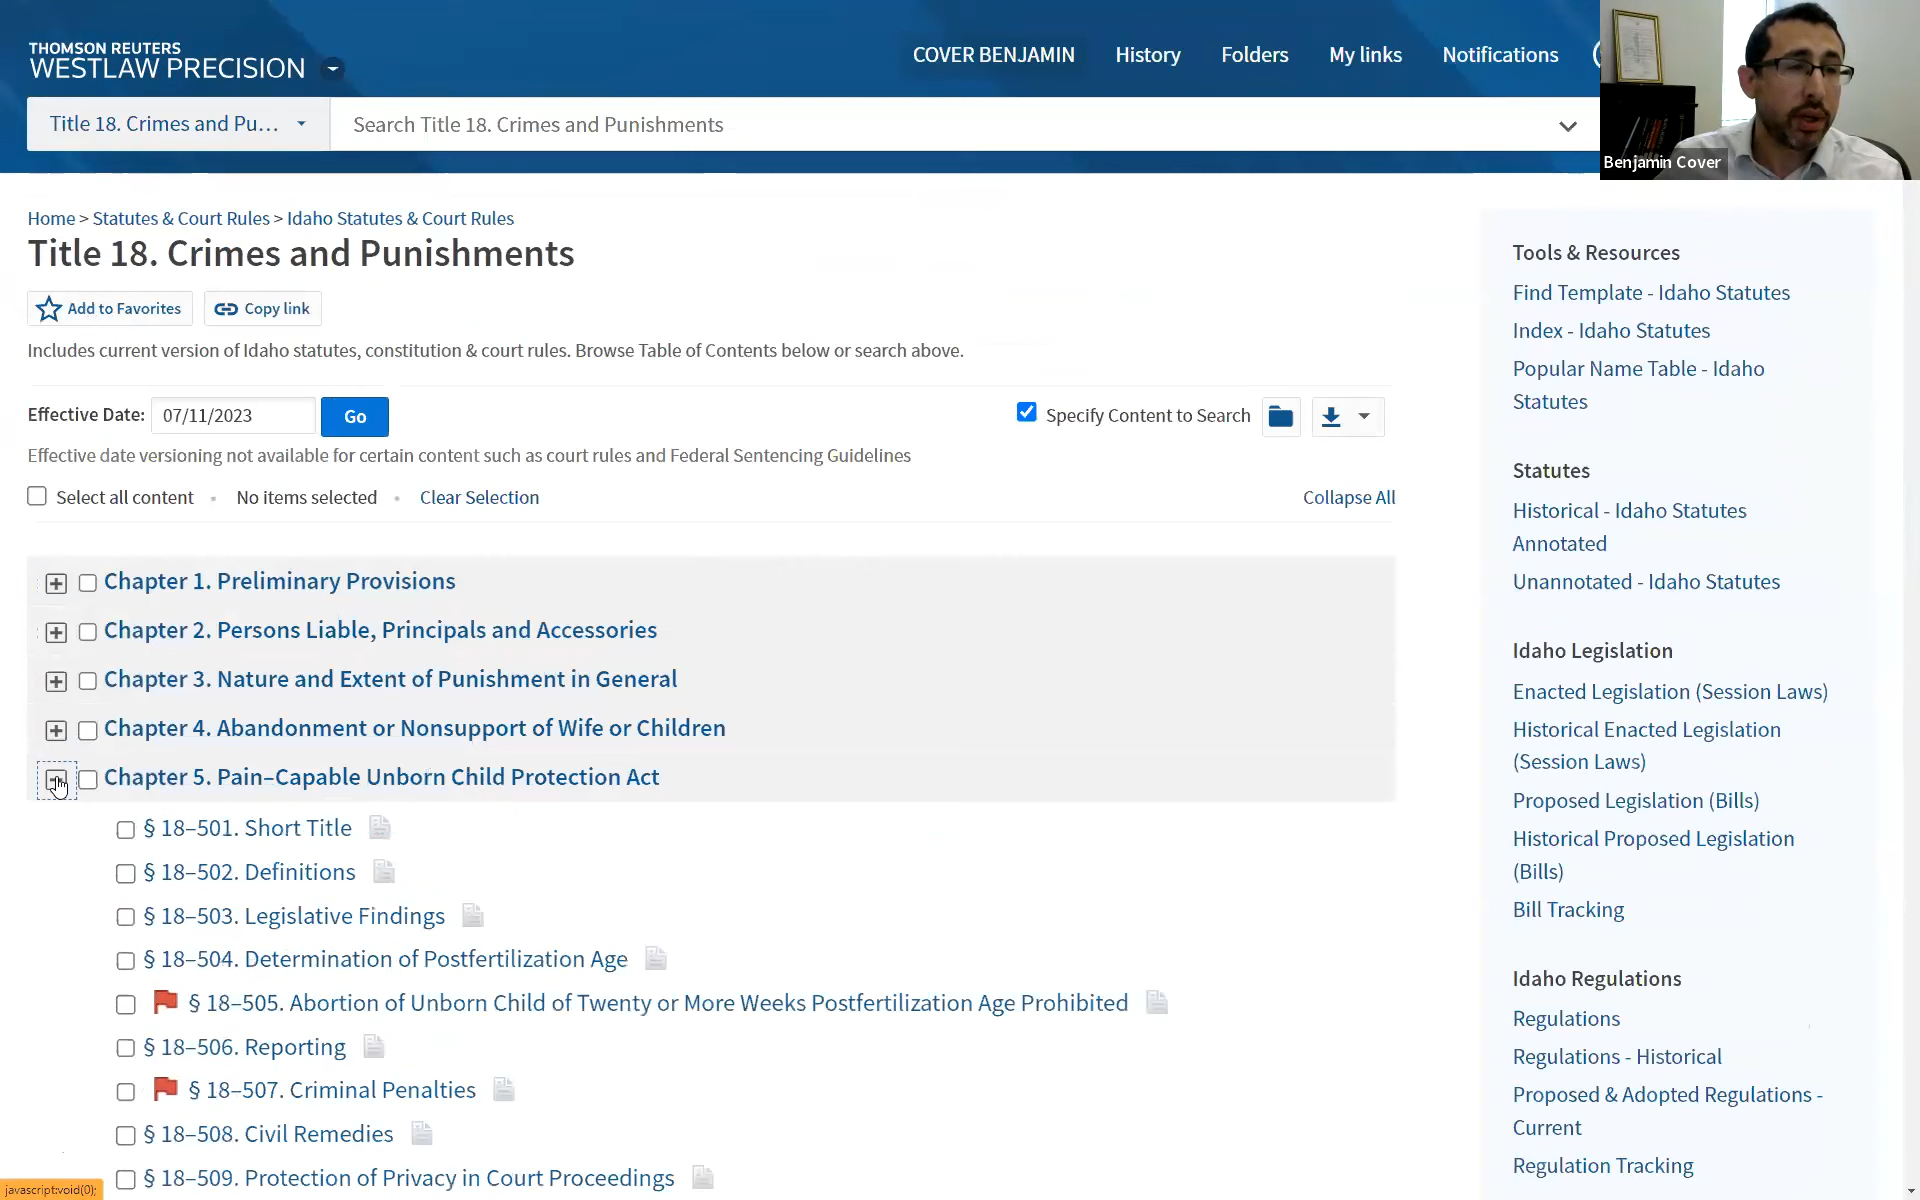 THOMSON REUTERS
WESTLAW PRECISION
COVER BENJAMIN
History
Folders
My links
Notifications
Title 18. Crimes and Pu...
Search Title 18. Crimes and Punishments
Benjamin Cover
Home > Statutes & Court Rules > Idaho Statutes & Court Rules
Title 18. Crimes and Punishments
Add to Favorites
Copy link
Includes current version of Idaho statutes, constitution & court rules. Browse Table of Contents below or search above.
Effective Date:
07/11/2023
Go
Specify Content to Search
Effective date versioning not available for certain content such as court rules and Federal Sentencing Guidelines
Select all content
No items selected
Clear Selection
Collapse All
Chapter 1. Preliminary Provisions
Chapter 2. Persons Liable, Principals and Accessories
Chapter 3. Nature and Extent of Punishment in General
Chapter 4. Abandonment or Nonsupport of Wife or Children
Chapter 5. Pain–Capable Unborn Child Protection Act
§ 18–501. Short Title
§ 18–502. Definitions
§ 18–503. Legislative Findings
§ 18–504. Determination of Postfertilization Age
§ 18–505. Abortion of Unborn Child of Twenty or More Weeks Postfertilization Age Prohibited
§ 18–506. Reporting
§ 18–507. Criminal Penalties
§ 18–508. Civil Remedies
§ 18–509. Protection of Privacy in Court Proceedings
javascript:void(0);
Tools & Resources
Find Template - Idaho Statutes
Index - Idaho Statutes
Popular Name Table - Idaho
Statutes
Statutes
Historical - Idaho Statutes
Annotated
Unannotated - Idaho Statutes
Idaho Legislation
Enacted Legislation (Session Laws)
Historical Enacted Legislation
(Session Laws)
Proposed Legislation (Bills)
Historical Proposed Legislation
(Bills)
Bill Tracking
Idaho Regulations
Regulations
Regulations - Historical
Proposed & Adopted Regulations -
Current
Regulation Tracking